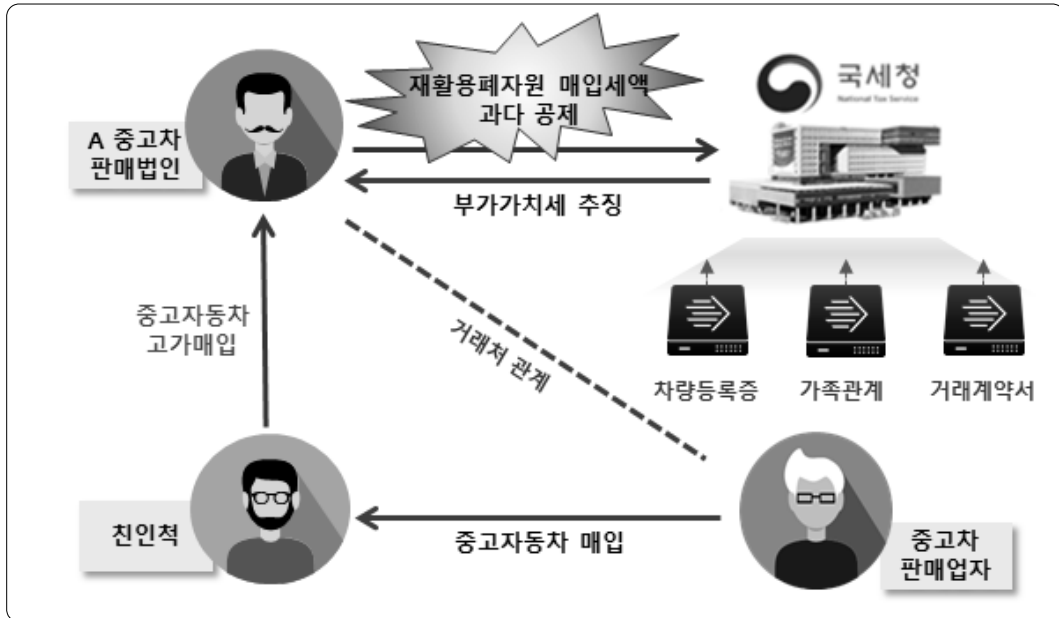 재활용폐자원 매입세액
과다 공제
국세청
National Tax Service
A 중고차
판매법인
부가가치세 추징
중고자동차
고가매입
거래처 관계
차량등록증
가족관계
거래계약서
친인척
중고자동차 매입
중고차
판매업자